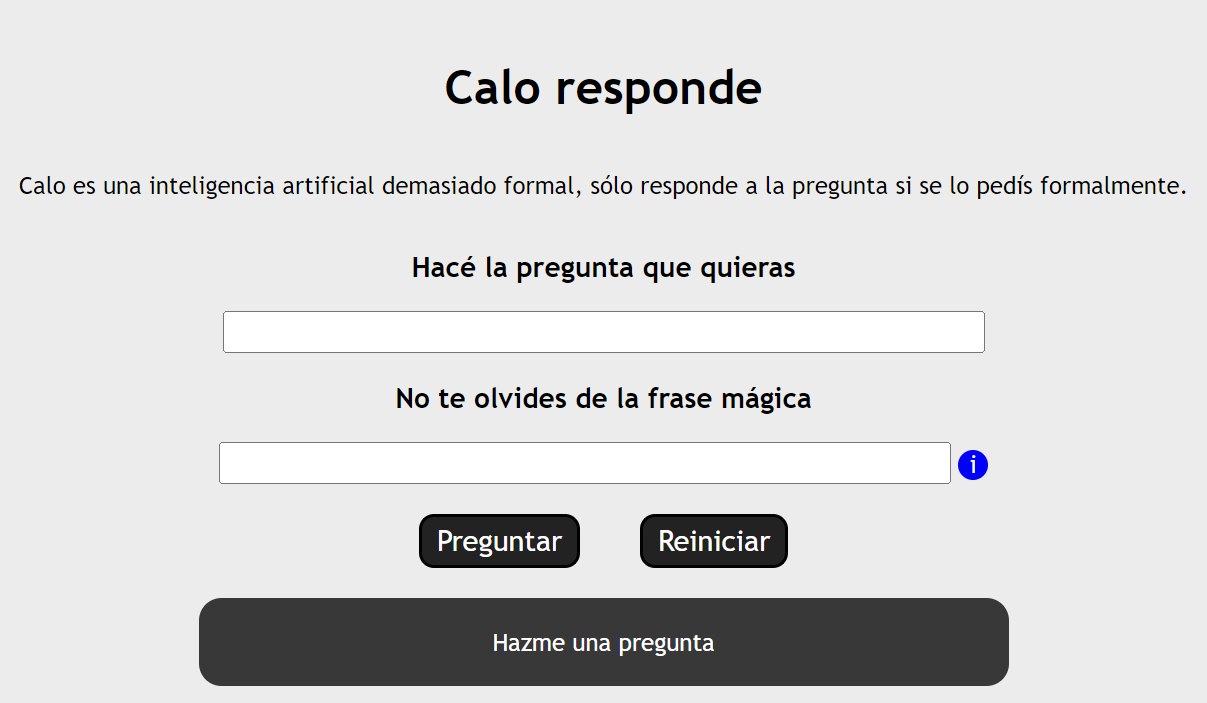 Calo responde
Calo es una inteligencia artificial demasiado formal, sólo responde a la pregunta si se lo pedís formalmente.
Hacé la pregunta que quieras
No te olvides de la frase mágica
i
Preguntar Reiniciar
Hazme una pregunta